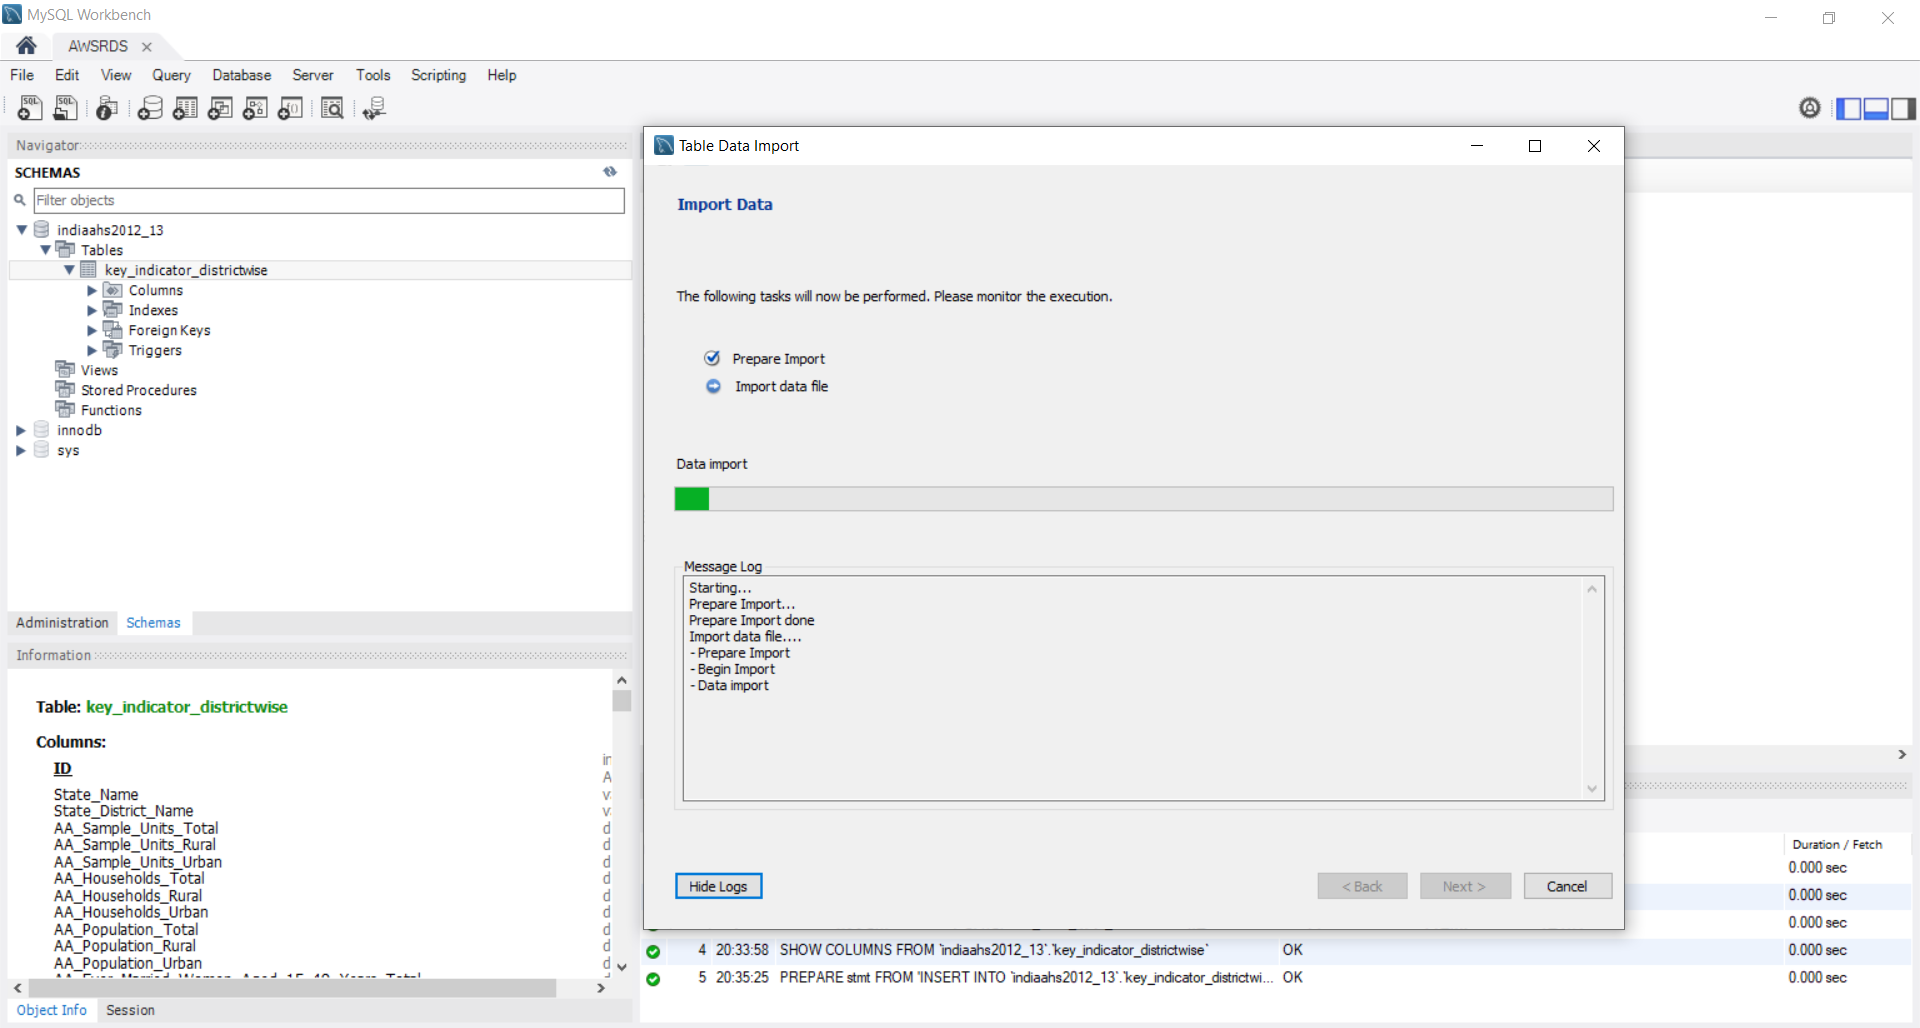 MySQL Workbench
AWSRDS
File Edit View Query Database Server Tools Scripting Help
Navigator
SCHEMAS
Filter objects
indiaahs2012_13
Tables
key_indicator_districtwise
Columns
Indexes
Foreign Keys
Triggers
Views
Stored Procedures
Functions
innodb
sys
Administration Schemas
Information
Table: key_indicator_districtwise
Columns:
ID
State_Name
State_District_Name
AA_Sample_Units_Total
AA_Sample_Units_Rural
AA_Sample_Units_Urban
AA_Households_Total
AA_Households_Rural
AA_Households_Urban
AA_Population_Total
AA_Population_Rural
AA_Population_Urban
Object Info Session
Table Data Import
Import Data
The following tasks will now be performed. Please monitor the execution.
Prepare Import
Import data file
Data import
Message Log
Starting...
Prepare Import...
Prepare Import done
Import data file....
- Prepare Import
- Begin Import
- Data import
Hide Logs < Back Next > Cancel
Duration / Fetch
0.000 sec
0.000 sec
0.000 sec
4 20:33:58 SHOW COLUMNS FROM `indiaahs2012_13`.`key_indicator_districtwise` OK 0.000 sec
5 20:35:25 PREPARE stmt FROM 'INSERT INTO `indiaahs2012_13`.`key_indicator_districtwi... OK 0.000 sec